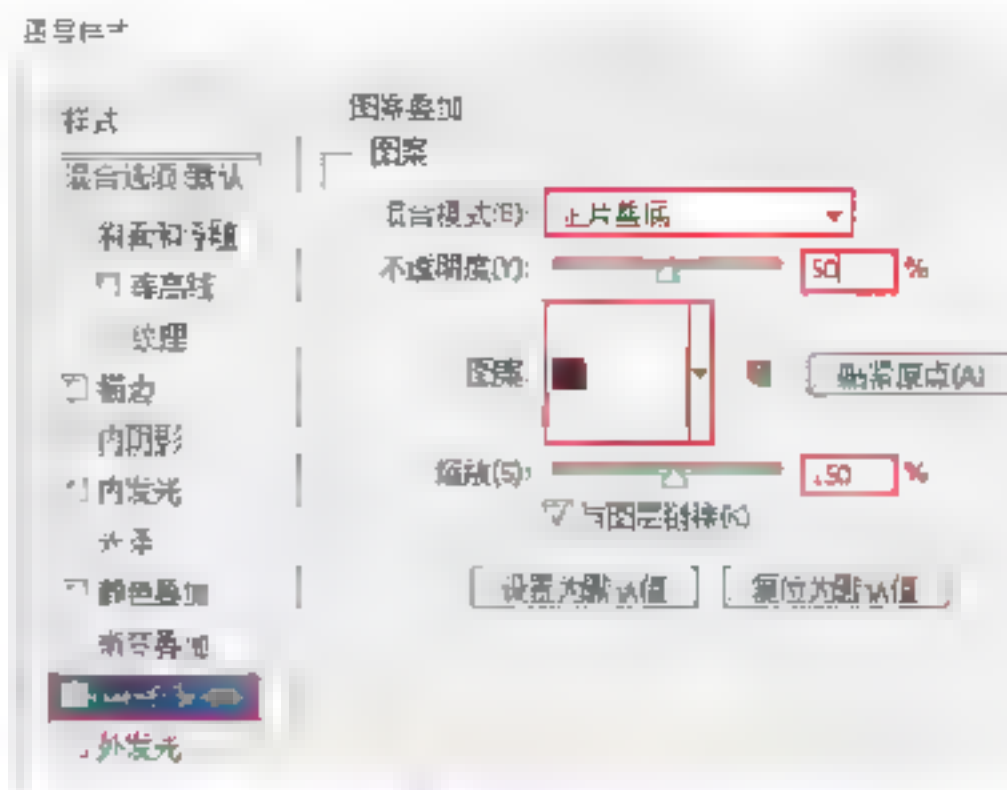 图层样式
样式
混合选项:默认
斜面和浮雕
等高线
纹理
描边
内阴影
内发光
光泽
颜色叠加
渐变叠加
外发光
图案叠加
图案
混合模式(B):
正片叠底
不透明度(Y):
50
%
图案:
贴紧原点(A)
缩放(S):
%
与图层链接(K)
设置为默认值
复位为默认值